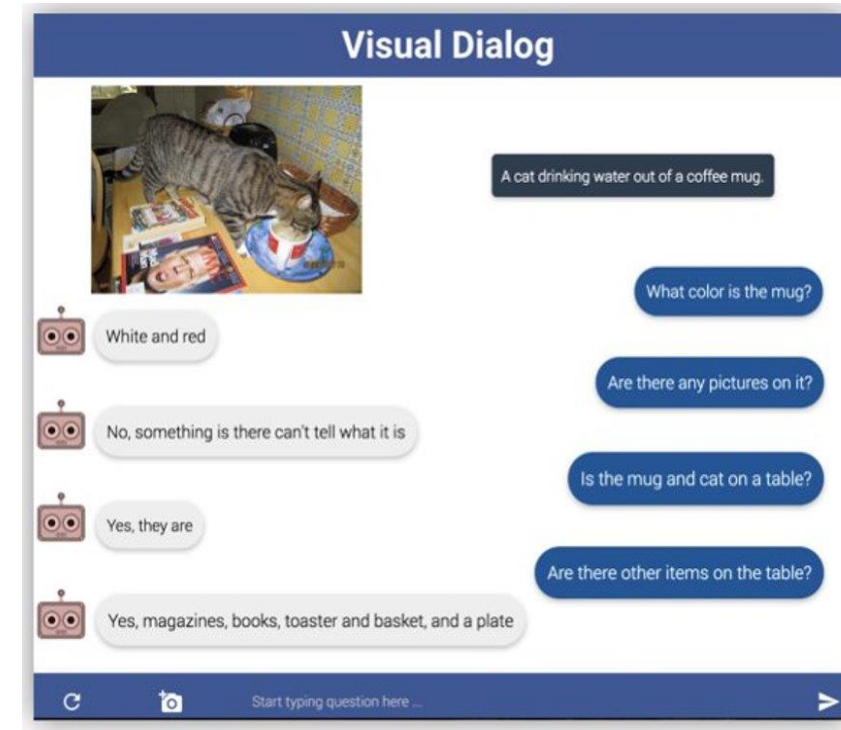 Visual Dialog
A cat drinking water out of a coffee mug.
What color is the mug?
White and red
Are there any pictures on it?
No, something is there can't tell what it is
Is the mug and cat on a table?
Yes, they are
Are there other items on the table?
Yes, magazines, books, toaster and basket, and a plate
Start typing question here ...